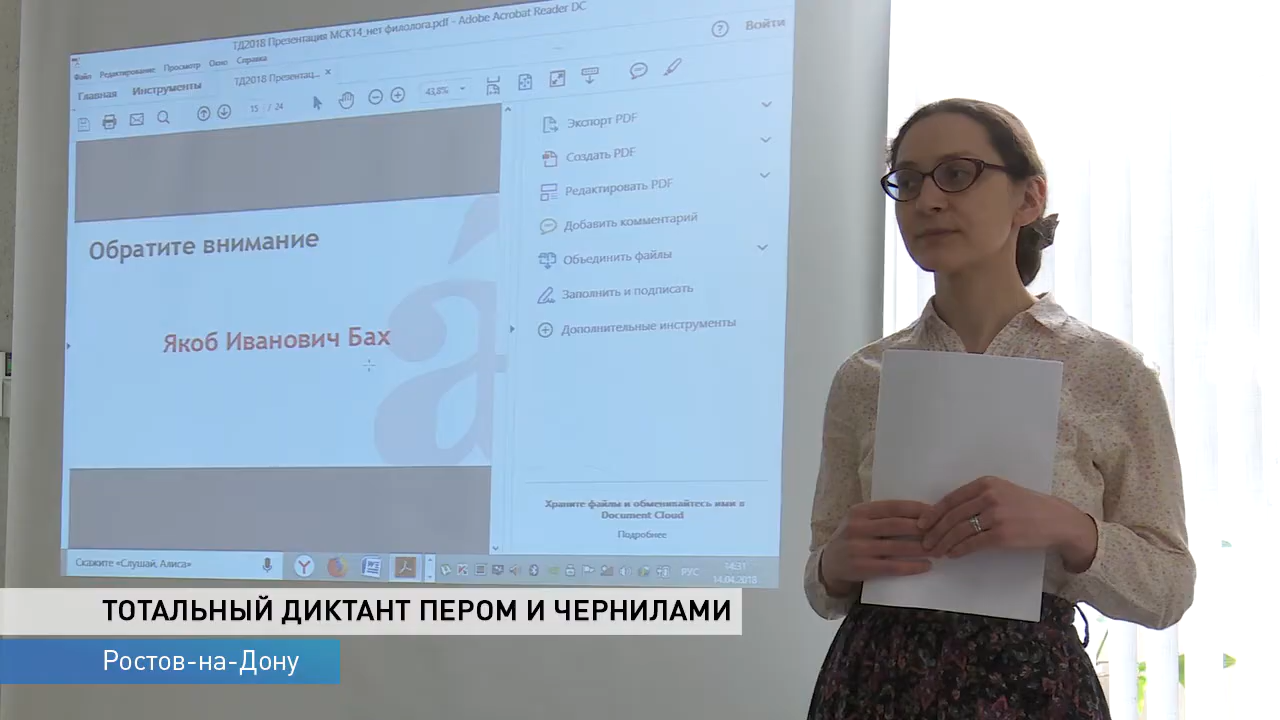 ТД2018 Презентация МСК14_нет филолога.pdf - Adobe Acrobat Reader DC
Файл Редактирование Просмотр Окно Справка
Главная Инструменты
ТД2018 Презентац... ×
? Войти
15 / 24
43,8%
Экспорт PDF
Создать PDF
Редактировать PDF
Добавить комментарий
Объединить файлы
Заполнить и подписать
Дополнительные инструменты
Обратите внимание
Якоб Иванович Бах
á
Храните файлы и обменивайтесь ими в
Document Cloud
Подробнее
Скажите «Слушай, Алиса»
РУС
14:31
14.04.2018
ТОТАЛЬНЫЙ ДИКТАНТ ПЕРОМ И ЧЕРНИЛАМИ
Ростов-на-Дону